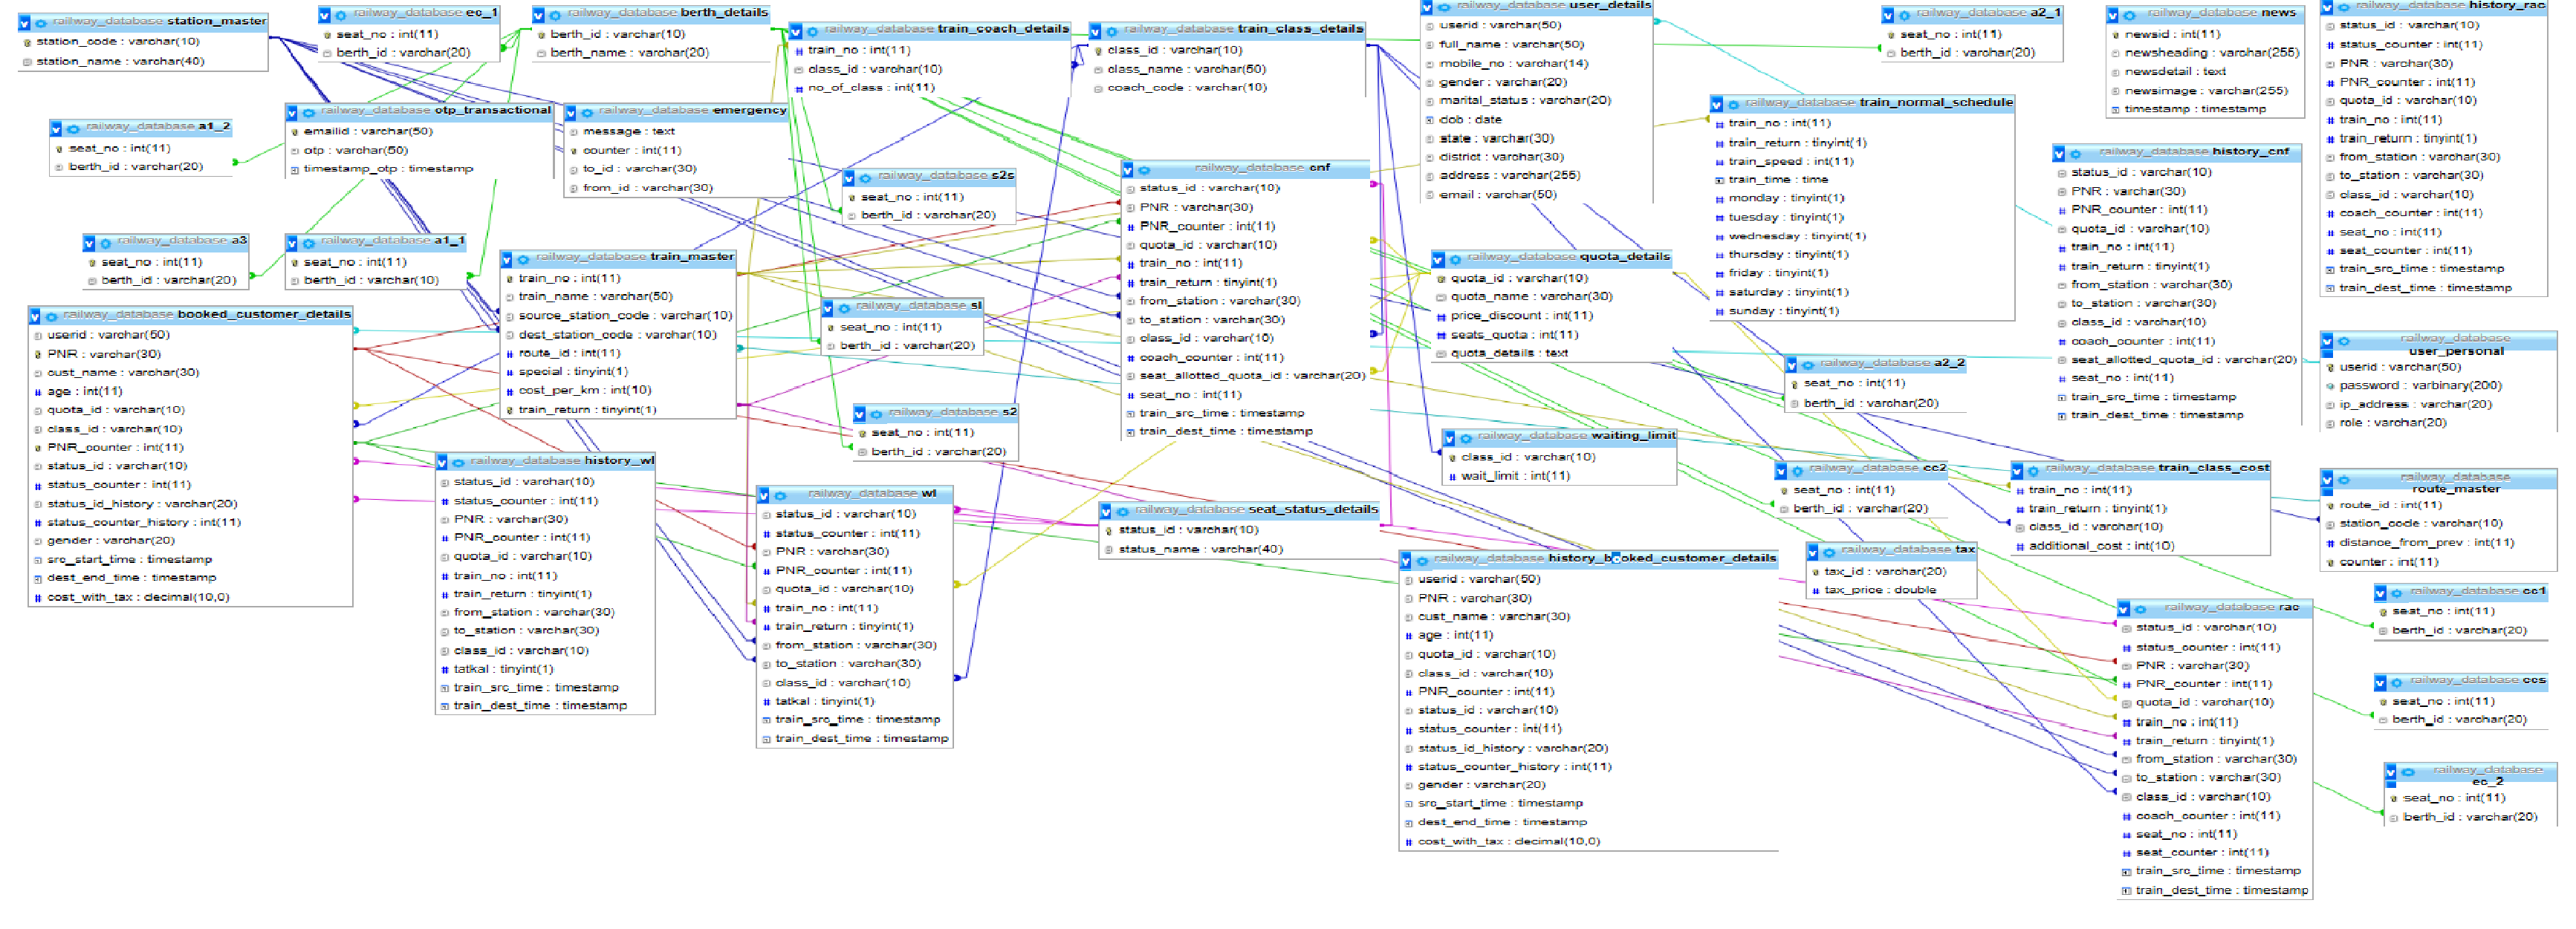 railway_database station_master
station_code : varchar(10)
station_name : varchar(40)
railway_database ec_1
seat_no : int(11)
berth_id : varchar(20)
railway_database berth_details
berth_id : varchar(10)
berth_name : varchar(20)
railway_database train_coach_details
train_no : int(11)
class_id : varchar(10)
no_of_class : int(11)
railway_database train_class_details
class_id : varchar(10)
class_name : varchar(50)
coach_code : varchar(10)
railway_database user_details
userid : varchar(50)
full_name : varchar(50)
mobile_no : varchar(14)
gender : varchar(20)
marital_status : varchar(20)
dob : date
state : varchar(30)
district : varchar(30)
address : varchar(255)
email : varchar(50)
railway_database a2_1
seat_no : int(11)
berth_id : varchar(20)
railway_database news
newsid : int(11)
newsheading : varchar(255)
newsdetail : text
newsimage : varchar(255)
timestamp : timestamp
railway_database history_rac
status_id : varchar(10)
status_counter : int(11)
PNR : varchar(30)
PNR_counter : int(11)
quota_id : varchar(10)
train_no : int(11)
train_return : tinyint(1)
from_station : varchar(30)
to_station : varchar(30)
class_id : varchar(10)
coach_counter : int(11)
seat_no : int(11)
seat_counter : int(11)
train_src_time : timestamp
train_dest_time : timestamp
railway_database a1_2
seat_no : int(11)
berth_id : varchar(20)
railway_database otp_transactional
emailid : varchar(50)
otp : varchar(50)
timestamp_otp : timestamp
railway_database emergency
message : text
counter : int(11)
to_id : varchar(30)
from_id : varchar(30)
railway_database s2s
seat_no : int(11)
berth_id : varchar(20)
railway_database cnf
status_id : varchar(10)
PNR : varchar(30)
PNR_counter : int(11)
quota_id : varchar(10)
train_no : int(11)
train_return : tinyint(1)
from_station : varchar(30)
to_station : varchar(30)
class_id : varchar(10)
coach_counter : int(11)
seat_allotted_quota_id : varchar(20)
seat_no : int(11)
train_src_time : timestamp
train_dest_time : timestamp
railway_database train_normal_schedule
train_no : int(11)
train_return : tinyint(1)
train_speed : int(11)
train_time : time
monday : tinyint(1)
tuesday : tinyint(1)
wednesday : tinyint(1)
thursday : tinyint(1)
friday : tinyint(1)
saturday : tinyint(1)
sunday : tinyint(1)
railway_database history_cnf
status_id : varchar(10)
PNR : varchar(30)
PNR_counter : int(11)
quota_id : varchar(10)
train_no : int(11)
train_return : tinyint(1)
from_station : varchar(30)
to_station : varchar(30)
class_id : varchar(10)
coach_counter : int(11)
seat_allotted_quota_id : varchar(20)
seat_no : int(11)
train_src_time : timestamp
train_dest_time : timestamp
railway_database a3
seat_no : int(11)
berth_id : varchar(20)
railway_database a1_1
seat_no : int(11)
berth_id : varchar(10)
railway_database train_master
train_no : int(11)
train_name : varchar(50)
source_station_code : varchar(10)
dest_station_code : varchar(10)
route_id : int(11)
special : tinyint(1)
cost_per_km : int(10)
train_return : tinyint(1)
railway_database sl
seat_no : int(11)
berth_id : varchar(20)
railway_database quota_details
quota_id : varchar(10)
quota_name : varchar(30)
price_discount : int(11)
seats_quota : int(11)
quota_details : text
railway_database booked_customer_details
userid : varchar(50)
PNR : varchar(30)
cust_name : varchar(30)
age : int(11)
quota_id : varchar(10)
class_id : varchar(10)
PNR_counter : int(11)
status_id : varchar(10)
status_counter : int(11)
status_id_history : varchar(20)
status_counter_history : int(11)
gender : varchar(20)
src_start_time : timestamp
dest_end_time : timestamp
cost_with_tax : decimal(10,0)
railway_database a2_2
seat_no : int(11)
berth_id : varchar(20)
railway_database
user_personal
userid : varchar(50)
password : varbinary(200)
ip_address : varchar(20)
role : varchar(20)
railway_database s2
seat_no : int(11)
berth_id : varchar(20)
railway_database waiting_limit
class_id : varchar(10)
wait_limit : int(11)
railway_database history_wl
status_id : varchar(10)
status_counter : int(11)
PNR : varchar(30)
PNR_counter : int(11)
quota_id : varchar(10)
train_no : int(11)
train_return : tinyint(1)
from_station : varchar(30)
to_station : varchar(30)
class_id : varchar(10)
tatkal : tinyint(1)
train_src_time : timestamp
train_dest_time : timestamp
railway_database wl
status_id : varchar(10)
status_counter : int(11)
PNR : varchar(30)
PNR_counter : int(11)
quota_id : varchar(10)
train_no : int(11)
train_return : tinyint(1)
from_station : varchar(30)
to_station : varchar(30)
class_id : varchar(10)
tatkal : tinyint(1)
train_src_time : timestamp
train_dest_time : timestamp
railway_database seat_status_details
status_id : varchar(10)
status_name : varchar(40)
railway_database cc2
seat_no : int(11)
berth_id : varchar(20)
railway_database train_class_cost
train_no : int(11)
train_return : tinyint(1)
class_id : varchar(10)
additional_cost : int(10)
railway_database
route_master
route_id : int(11)
station_code : varchar(10)
distance_from_prev : int(11)
counter : int(11)
railway_database history_booked_customer_details
userid : varchar(50)
PNR : varchar(30)
cust_name : varchar(30)
age : int(11)
quota_id : varchar(10)
class_id : varchar(10)
PNR_counter : int(11)
status_id : varchar(10)
status_counter : int(11)
status_id_history : varchar(20)
status_counter_history : int(11)
gender : varchar(20)
src_start_time : timestamp
dest_end_time : timestamp
cost_with_tax : decimal(10,0)
railway_database tax
tax_id : varchar(20)
tax_price : double
railway_database rac
status_id : varchar(10)
status_counter : int(11)
PNR : varchar(30)
PNR_counter : int(11)
quota_id : varchar(10)
train_no : int(11)
train_return : tinyint(1)
from_station : varchar(30)
to_station : varchar(30)
class_id : varchar(10)
coach_counter : int(11)
seat_no : int(11)
seat_counter : int(11)
train_src_time : timestamp
train_dest_time : timestamp
railway_database cc1
seat_no : int(11)
berth_id : varchar(20)
railway_database ccs
seat_no : int(11)
berth_id : varchar(20)
railway_database
ec_2
seat_no : int(11)
berth_id : varchar(20)